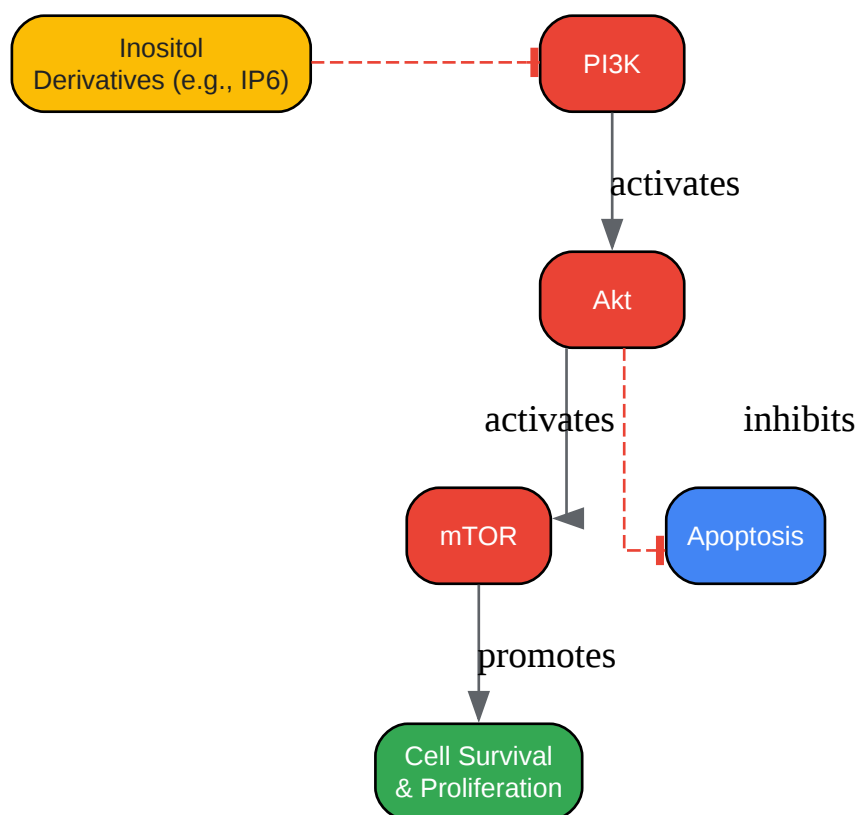 Inositol
Derivatives (e.g., IP6)
PI3K
activates
Akt
activates
inhibits
mTOR
Apoptosis
promotes
Cell Survival
& Proliferation